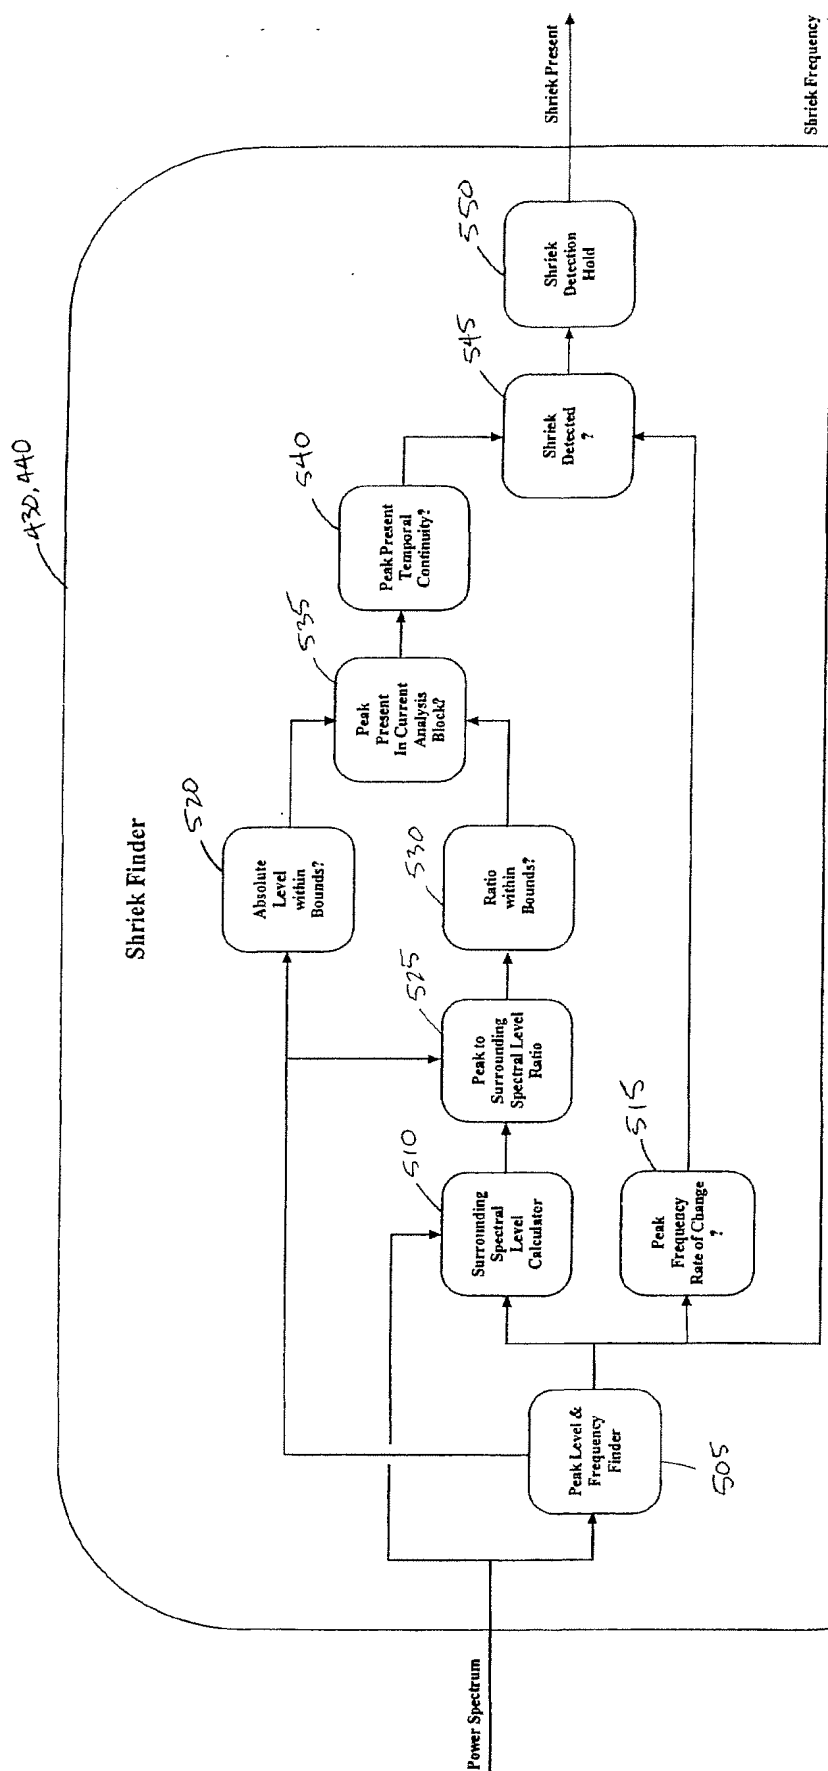 430,440
Shriek Finder
Power Spectrum
Peak Level &
Frequency
Finder
505
Surrounding
Spectral
Level
Calculator
510
Peak
Frequency
Rate of Change
?
515
Peak to
Surrounding
Spectral Level
Ratio
525
Absolute
Level
within
Bounds?
520
Ratio
within
Bounds?
530
Peak
Present
In Current
Analysis
Block?
535
Peak Present
Temporal
Continuity?
540
Shriek
Detected
?
545
Shriek
Detection
Hold
550
Shriek Present
Shriek Frequency